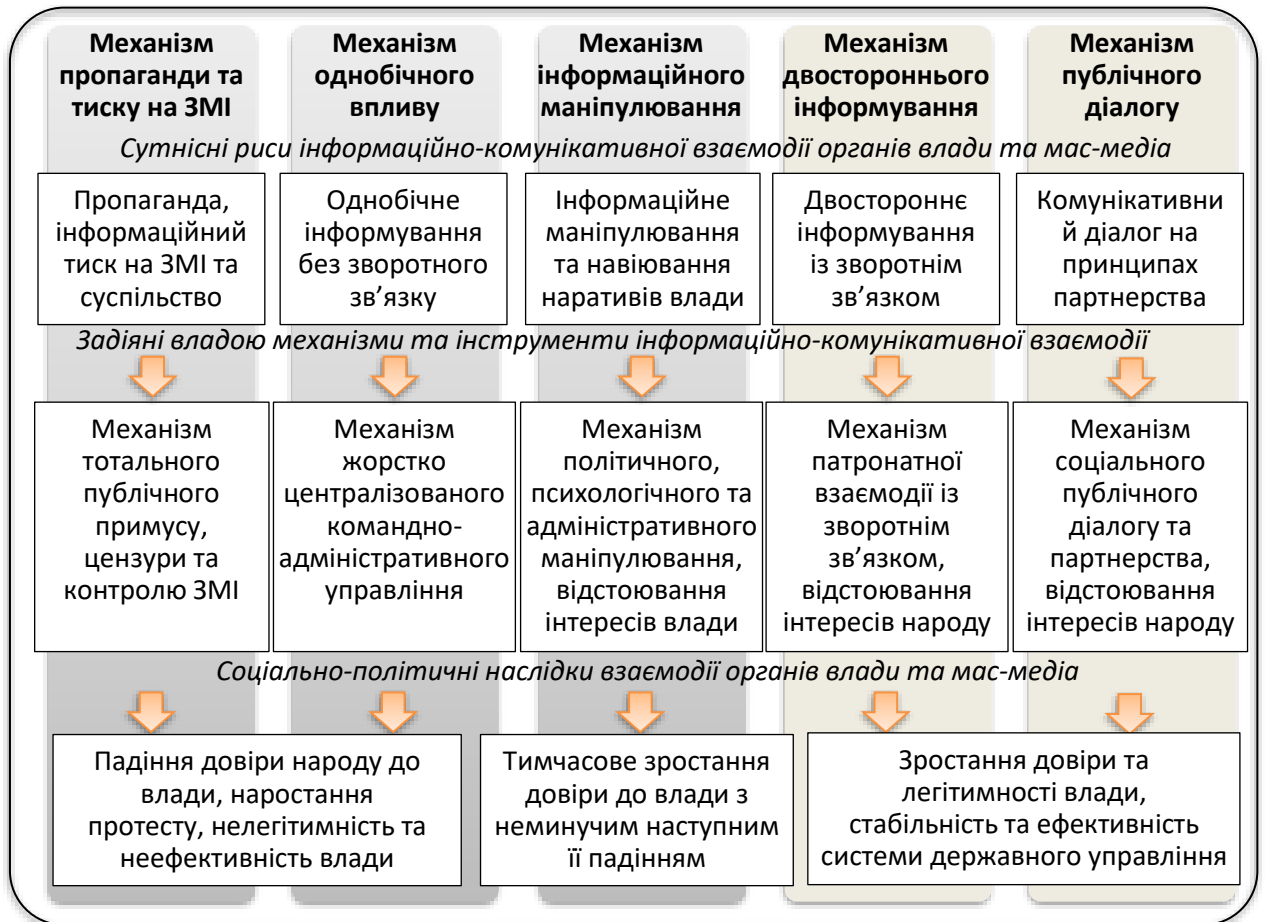 Механізм
пропаганди та
тиску на ЗМІ
Механізм
однобічного
впливу
Механізм
інформаційного
маніпулювання
Механізм
двостороннього
інформування
Механізм
публічного
діалогу
Сутнісні риси інформаційно-комунікативної взаємодії органів влади та мас-медіа
Пропаганда,
інформаційний
тиск на ЗМІ та
суспільство
Однобічне
інформування
без зворотного
зв’язку
Інформаційне
маніпулювання
та навіювання
наративів влади
Двостороннє
інформування
із зворотнім
зв’язком
Комунікативни
й діалог на
принципах
партнерства
Задіяні владою механізми та інструменти інформаційно-комунікативної взаємодії
Механізм
тотального
публічного
примусу,
цензури та
контролю ЗМІ
Механізм
жорстко
централізованого
командно-
адміністративного
управління
Механізм
політичного,
психологічного та
адміністративного
маніпулювання,
відстоювання
інтересів влади
Механізм
патронатної
взаємодії із
зворотнім
зв’язком,
відстоювання
інтересів народу
Механізм
соціального
публічного
діалогу та
партнерства,
відстоювання
інтересів народу
Соціально-політичні наслідки взаємодії органів влади та мас-медіа
Падіння довіри народу до
влади, наростання
протесту, нелегітимність та
неефективність влади
Тимчасове зростання
довіри до влади з
неминучим наступним
її падінням
Зростання довіри та
легітимності влади,
стабільність та ефективність
системи державного управління